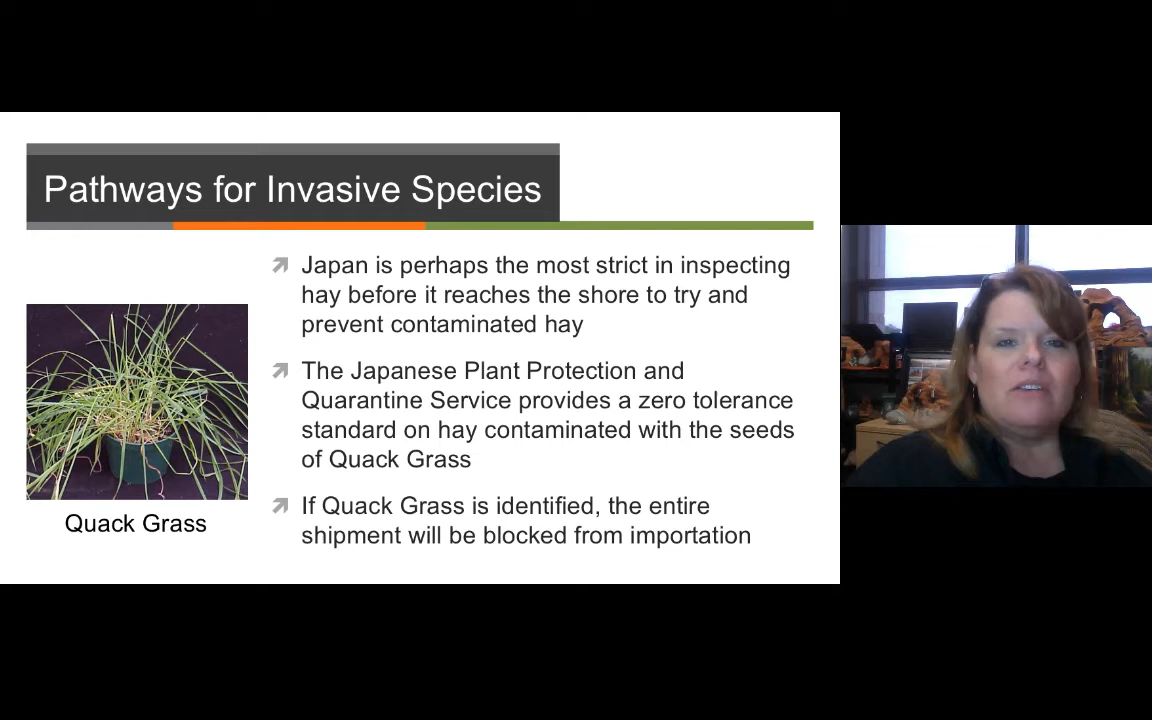 Pathways for Invasive Species
Japan is perhaps the most strict in inspecting
hay before it reaches the shore to try and
prevent contaminated hay
The Japanese Plant Protection and
Quarantine Service provides a zero tolerance
standard on hay contaminated with the seeds
of Quack Grass
If Quack Grass is identified, the entire
shipment will be blocked from importation
Quack Grass